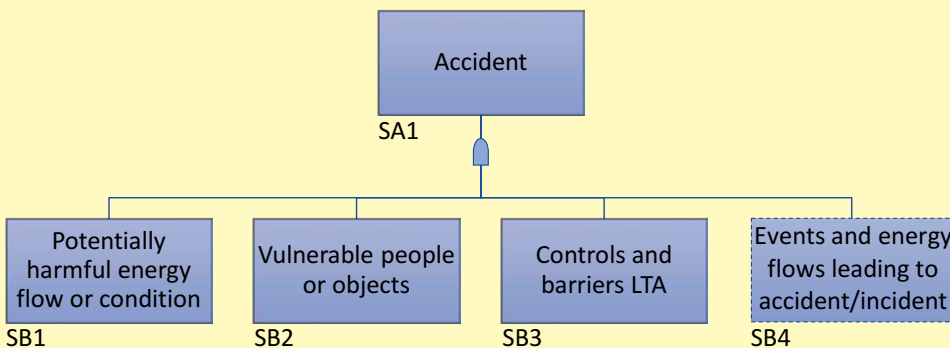 Accident
SA1
Potentially
harmful energy
flow or condition
SB1
Vulnerable people
or objects
SB2
Controls and
barriers LTA
SB3
Events and energy
flows leading to
accident/incident
SB4